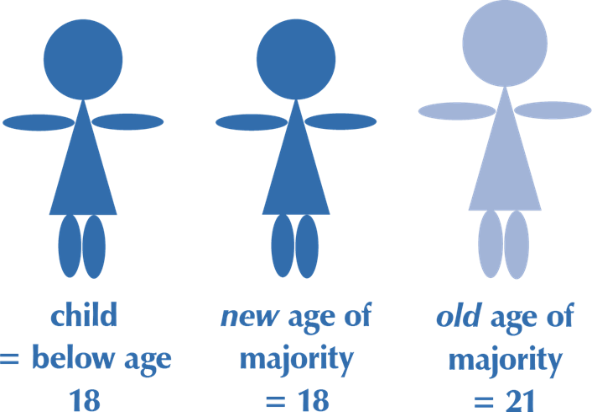 child
= below age
18
new age of
majority
= 18
old age of
majority
= 21